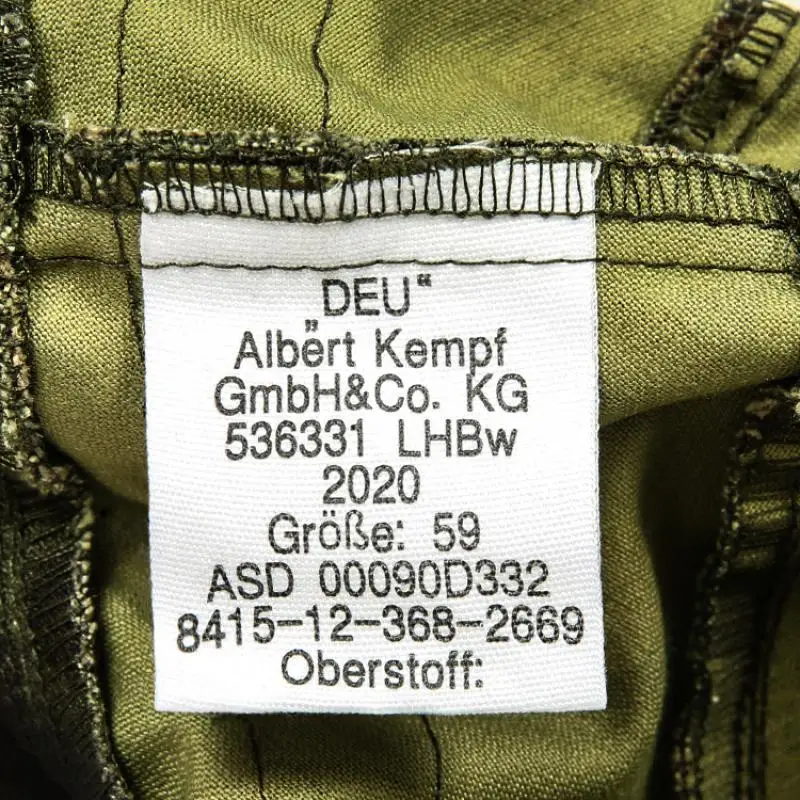 „DEU“
Albert Kempf
GmbH&Co. KG
536331 LHBw
2020
Größe: 59
ASD 00090D332
8415-12-368-2669
Oberstoff: